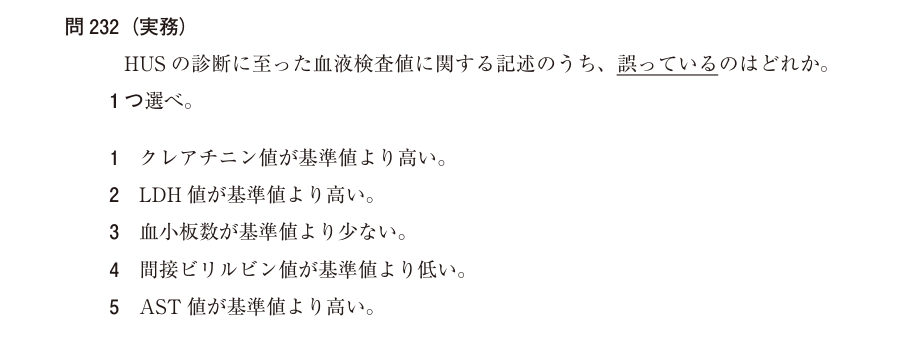 問 232（実務）
HUS の診断に至った血液検査値に関する記述のうち、誤っているのはどれか。
1 つ選べ。
1　クレアチニン値が基準値より高い。
2　LDH 値が基準値より高い。
3　血小板数が基準値より少ない。
4　間接ビリルビン値が基準値より低い。
5　AST 値が基準値より高い。